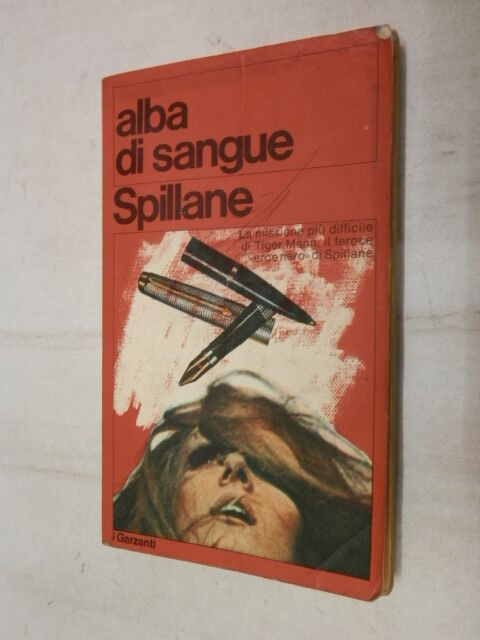 alba
di sangue
Spillane
La missione più difficile
di Tiger Mann, il feroce
«eroe nero» di Spillane
i Garzanti